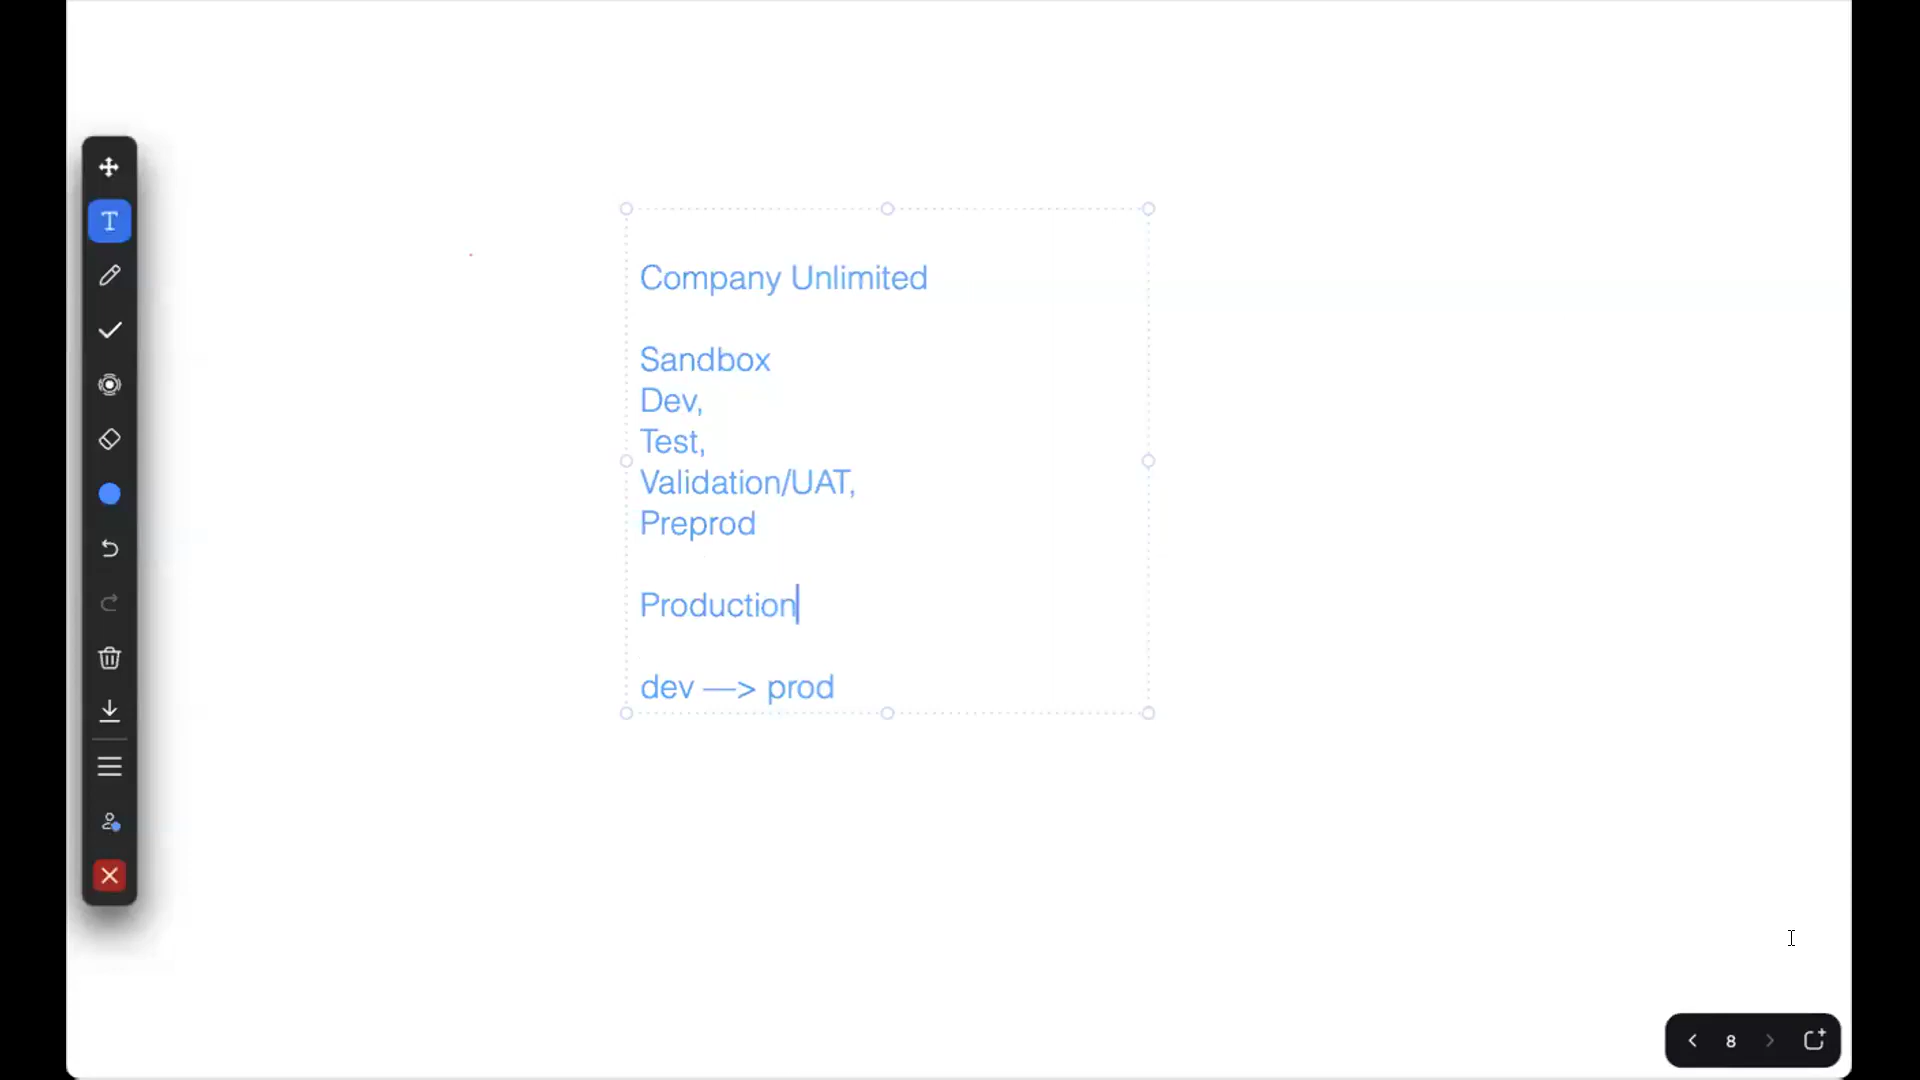 Company Unlimited
Sandbox
Dev,
Test,
Validation/UAT,
Preprod
Production
dev —> prod
T
8